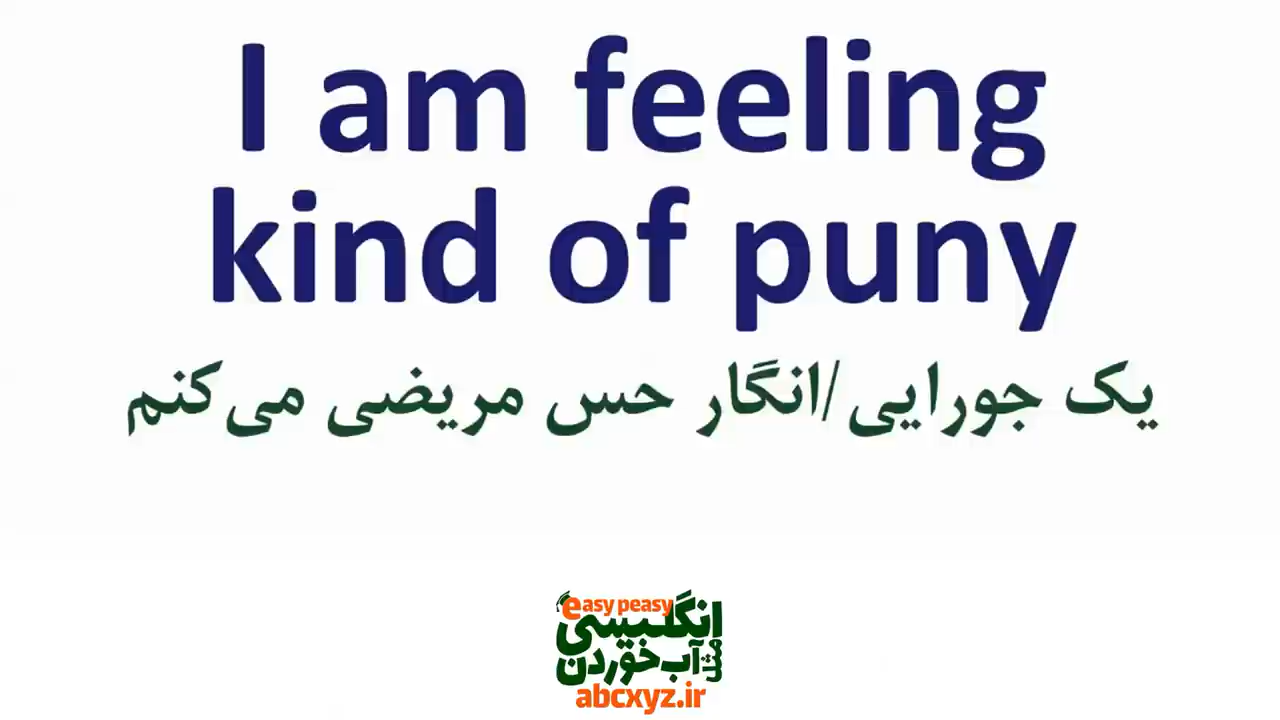 I am feeling
kind of puny
یک جورایی/انگار حس مریضی می‌کنم
easy peasy
انگلیسی
مثل آب خوردن
abcxyz.ir